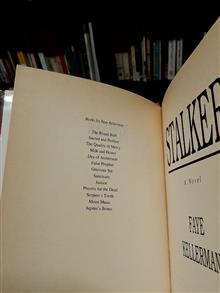 Books by Faye Kellerman
The Ritual Bath
Sacred and Profane
The Quality of Mercy
Milk and Honey
Day of Atonement
False Prophet
Grievous Sin
Sanctuary
Justice
Prayers for the Dead
Serpent's Tooth
Moon Music
Jupiter's Bones
STALKER
A Novel
FAYE
KELLERMAN